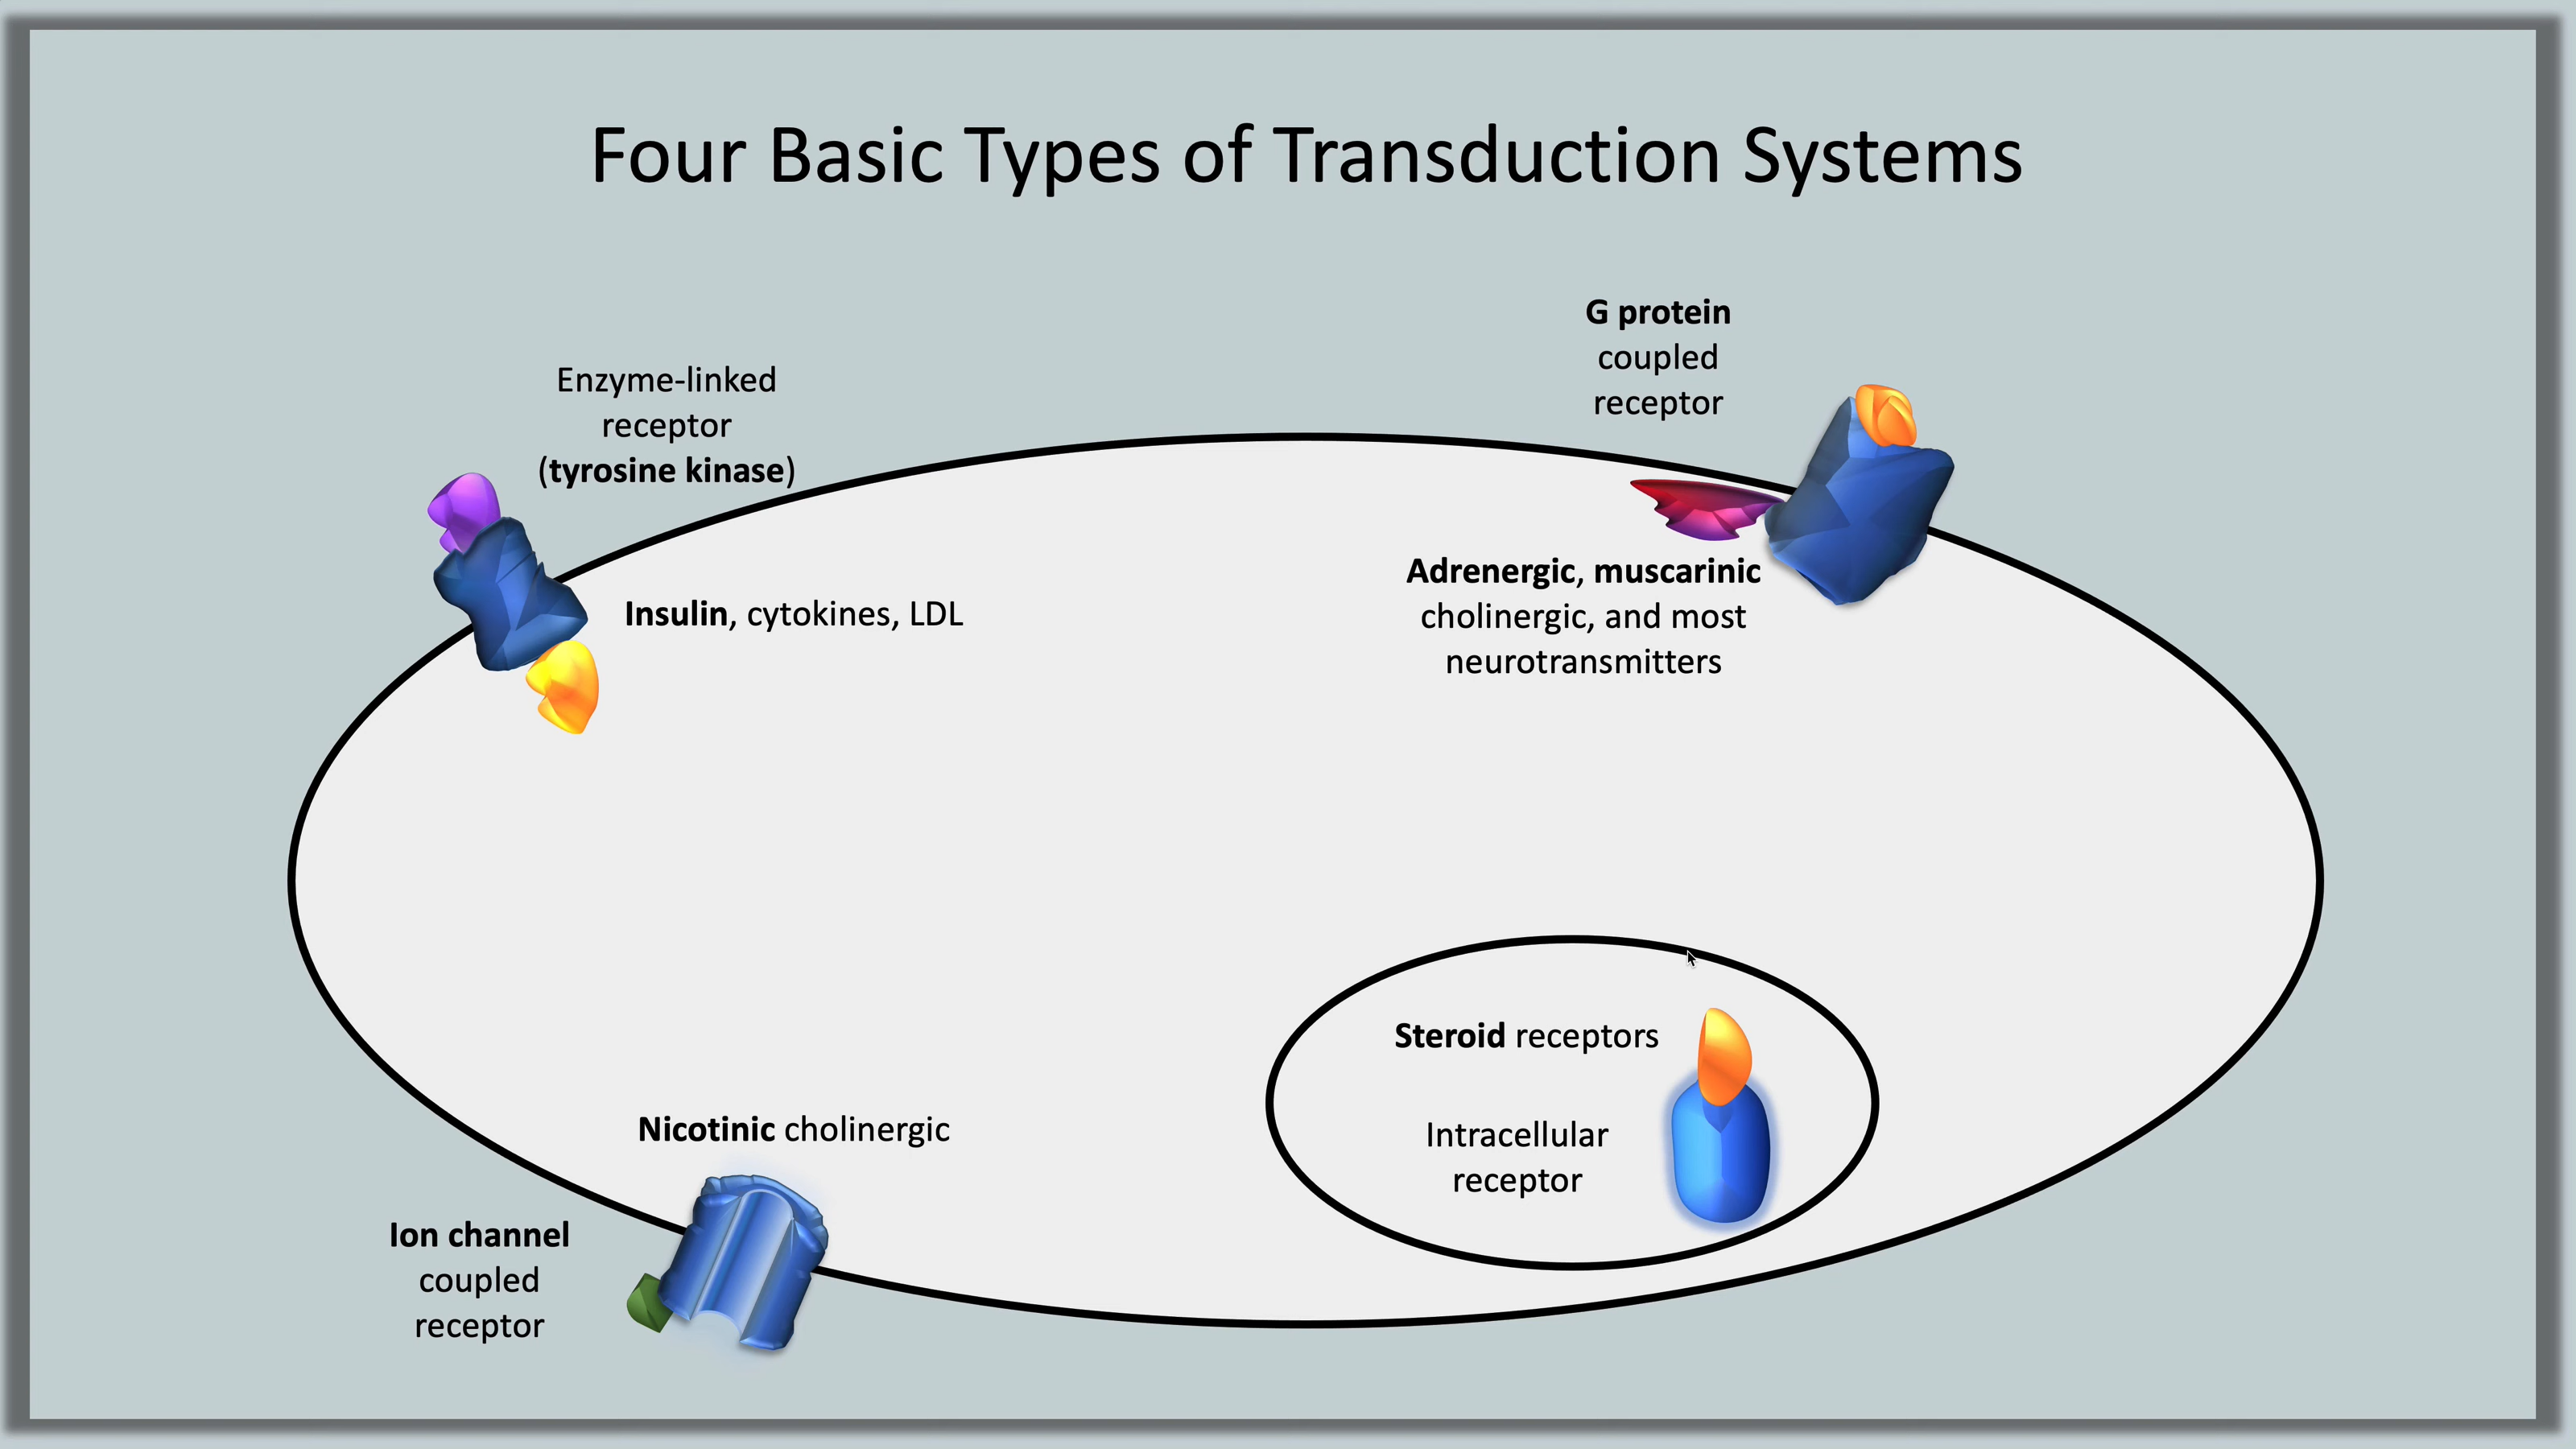 Four Basic Types of Transduction Systems
Enzyme-linked
receptor
(tyrosine kinase)
Insulin, cytokines, LDL
G protein
coupled
receptor
Adrenergic, muscarinic
cholinergic, and most
neurotransmitters
Nicotinic cholinergic
Ion channel
coupled
receptor
Steroid receptors
Intracellular
receptor